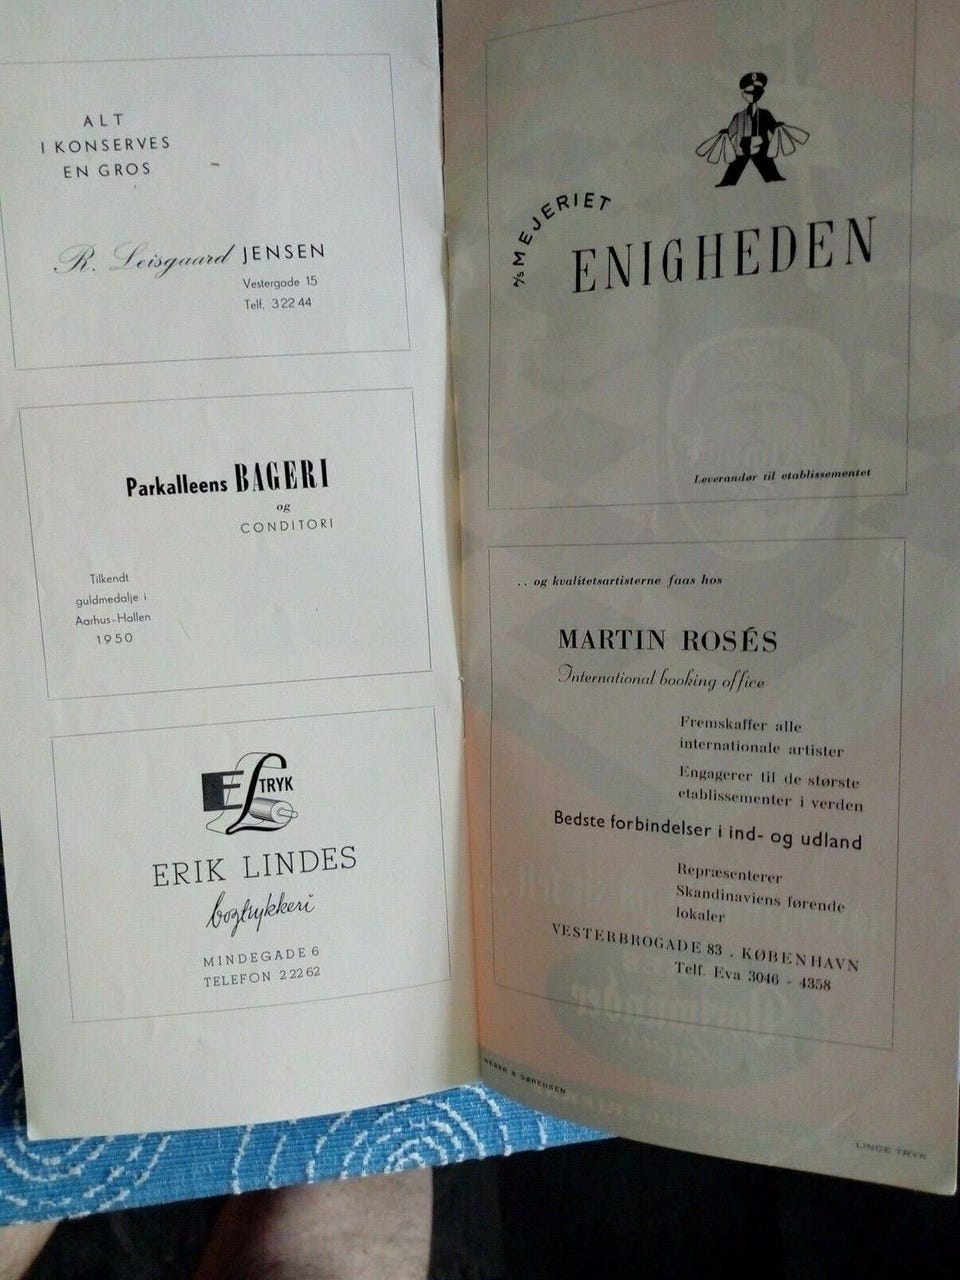 ALT
I KONSERVES
EN GROS
R. Leisgaard JENSEN
Vestergade 15
Telf. 32244
Parkalleens BAGERI
og
CONDITORI
Tilkendt
guldmedalje i
Aarhus-Hallen
1950
EL TRYK
ERIK LINDES
bogtrykkeri
MINDEGADE 6
TELEFON 22262
A/S MEJERIET
ENIGHEDEN
Leverandør til etablissementet
.. og kvalitetsartisterne faas hos
MARTIN ROSÉS
International booking office
Fremskaffer alle
internationale artister
Engagerer til de største
etablissementer i verden
Bedste forbindelser i ind- og udland
Repræsenterer
Skandinaviens førende
lokaler
VESTERBROGADE 83 . KØBENHAVN
Telf. Eva 3046 - 4358
WEBER & SØRENSEN
LINDE TRYK